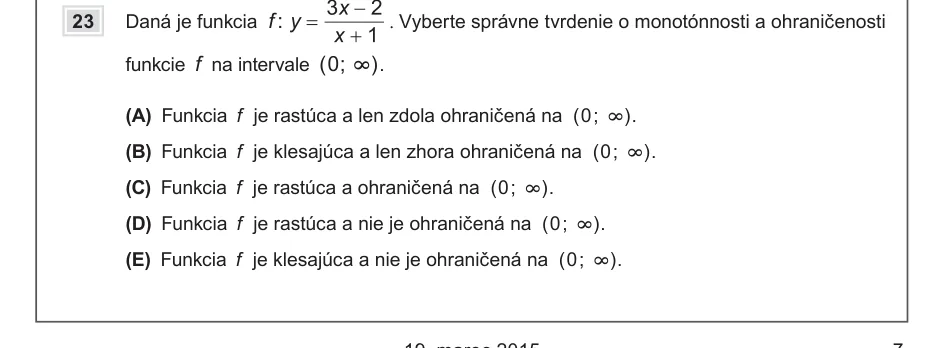 23 Daná je funkcia f: y = (3x − 2)/(x + 1). Vyberte správne tvrdenie o monotónnosti a ohraničenosti
funkcie f na intervale (0; ∞).
(A) Funkcia f je rastúca a len zdola ohraničená na (0; ∞).
(B) Funkcia f je klesajúca a len zhora ohraničená na (0; ∞).
(C) Funkcia f je rastúca a ohraničená na (0; ∞).
(D) Funkcia f je rastúca a nie je ohraničená na (0; ∞).
(E) Funkcia f je klesajúca a nie je ohraničená na (0; ∞).